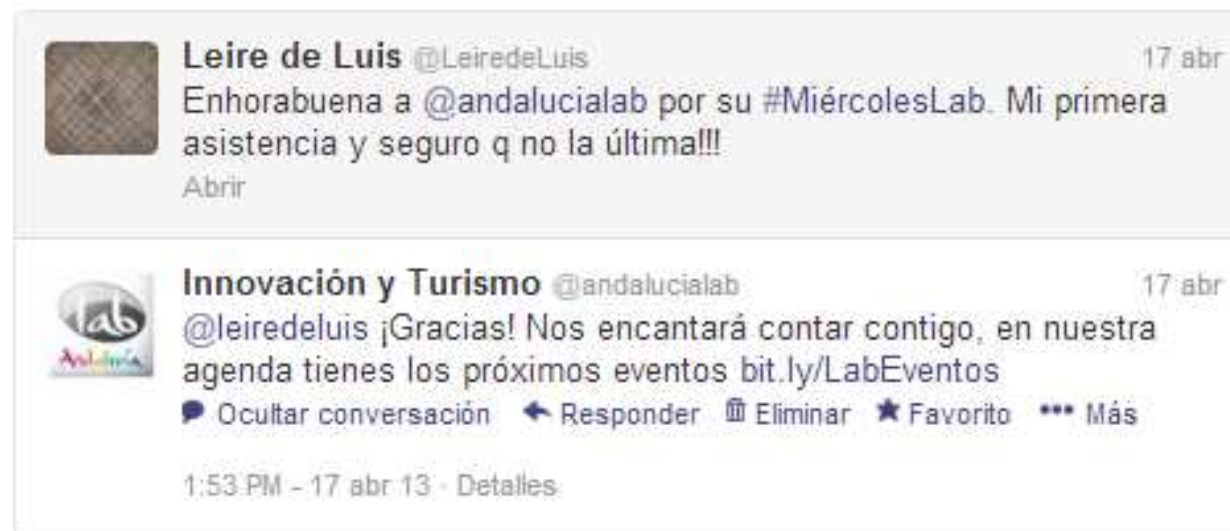 Leire de Luis @LeiredeLuis 17 abr
Enhorabuena a @andalucialab por su #MiércolesLab. Mi primera
asistencia y seguro q no la última!!!
Abrir
Innovación y Turismo @andalucialab 17 abr
@leiredeluis ¡Gracias! Nos encantará contar contigo, en nuestra
agenda tienes los próximos eventos bit.ly/LabEventos
Ocultar conversación Responder Eliminar Favorito Más
1:53 PM - 17 abr 13 · Detalles
lab
Andalucía